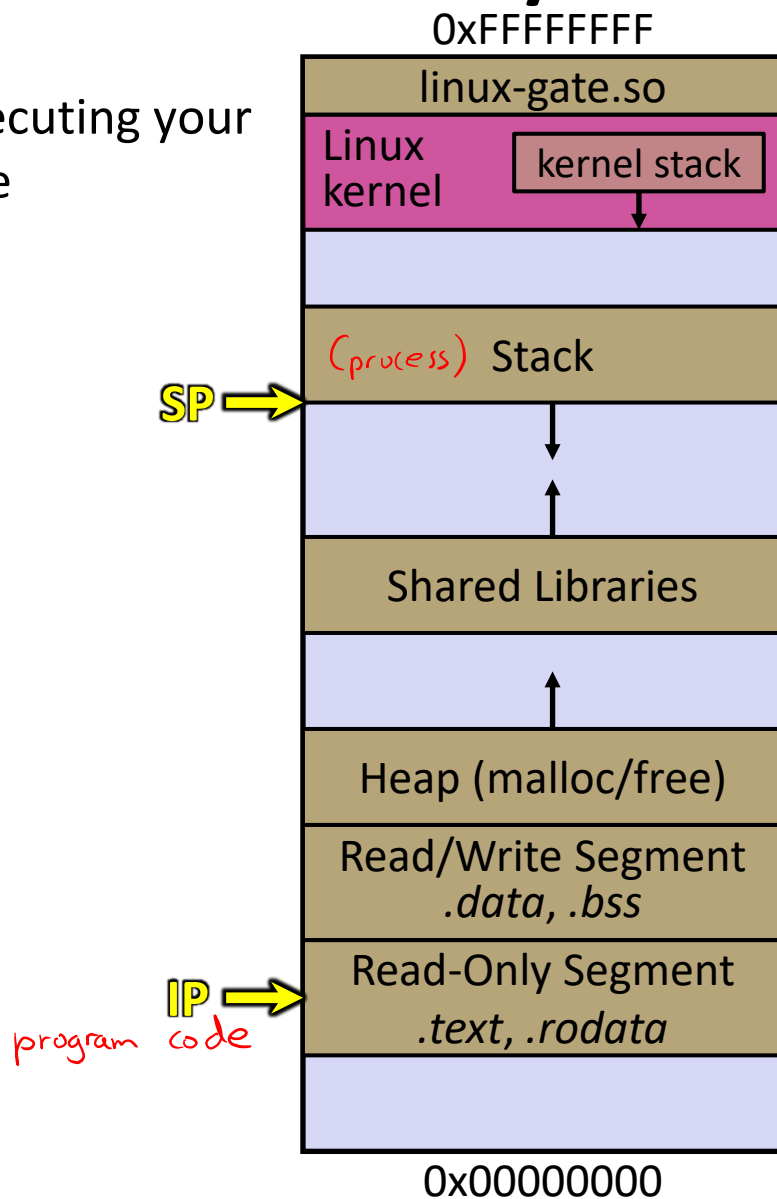 0xFFFFFFFF
linux-gate.so
ecuting your
Linux
kernel
kernel stack
(process) Stack
SP
Shared Libraries
Heap (malloc/free)
Read/Write Segment
.data, .bss
Read-Only Segment
IP
.text, .rodata
program code
0x00000000